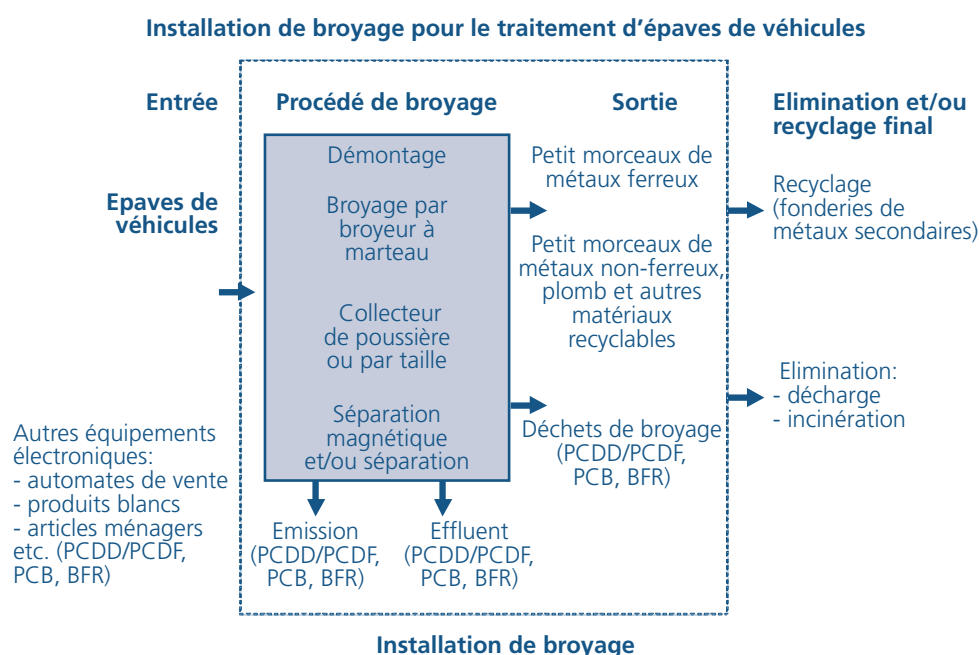 Installation de broyage pour le traitement d’épaves de véhicules
Entrée
Procédé de broyage
Sortie
Elimination et/ou
recyclage final
Epaves de
véhicules
Autres équipements
électroniques:
- automates de vente
- produits blancs
- articles ménagers
etc. (PCDD/PCDF,
PCB, BFR)
Démontage
Broyage par
broyeur à
marteau
Collecteur
de poussière
ou par taille
Séparation
magnétique
et/ou séparation
Emission
(PCDD/PCDF,
PCB, BFR)
Effluent
(PCDD/PCDF,
PCB, BFR)
Petit morceaux de
métaux ferreux
Petit morceaux de
métaux non-ferreux,
plomb et autres
matériaux
recyclables
Déchets de broyage
(PCDD/PCDF,
PCB, BFR)
Recyclage
(fonderies de
métaux secondaires)
Elimination:
- décharge
- incinération
Installation de broyage